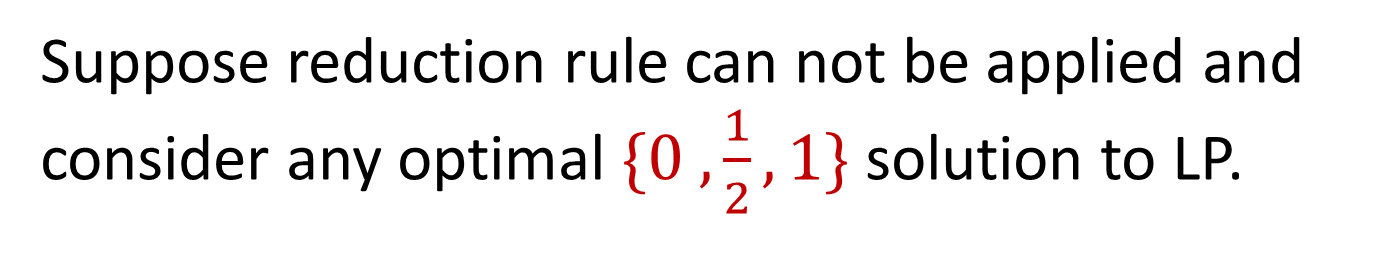 Suppose reduction rule can not be applied and
consider any optimal {0 , 1/2, 1} solution to LP.